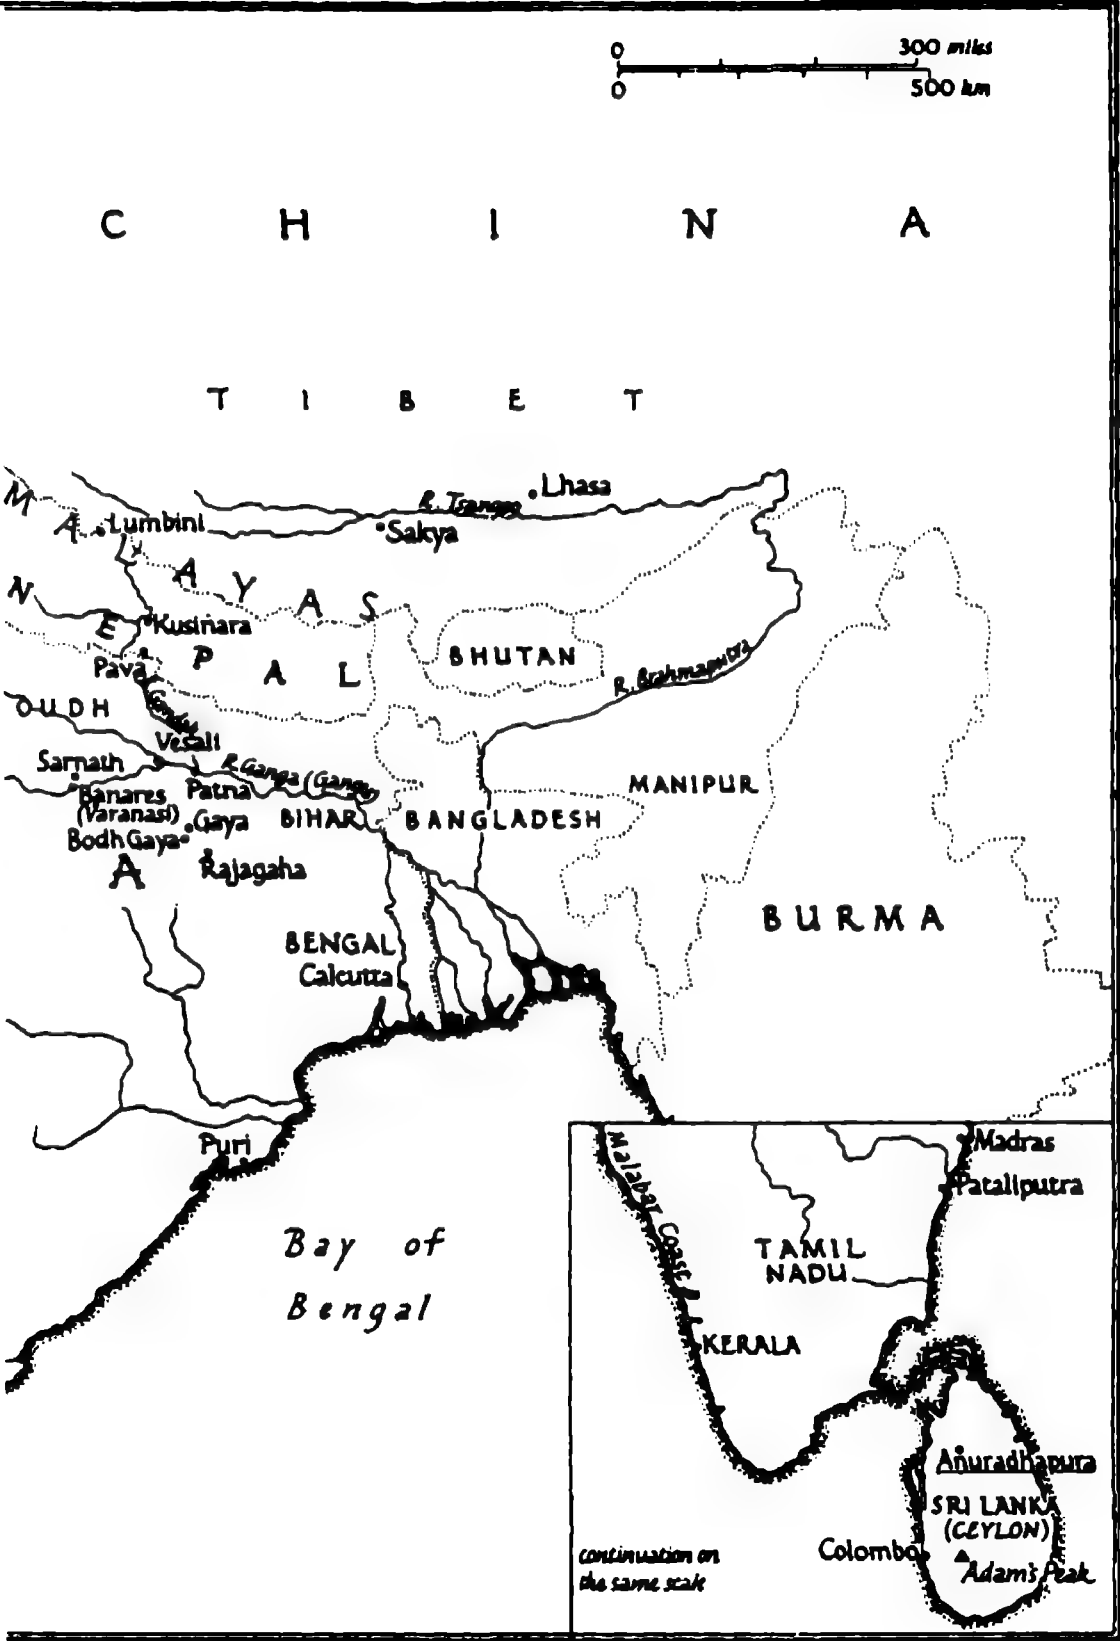 0 300 miles
0 500 km
C H I N A
T I B E T
Lhasa
R. Tsangpo
Sakya
M A L A Y A S
Lumbini
N E P A L
Kusinara
Pava
BHUTAN
R. Brahmaputra
OUDH
Vesali
Sarnath
R. Ganga (Ganges)
Banares
(Varanasi)
Patna
MANIPUR
Gaya
BIHAR
BANGLADESH
Bodh Gaya
Rajagaha
A
BURMA
BENGAL
Calcutta
Puri
Bay of
Bengal
Malabar Coast
Madras
Pataliputra
TAMIL
NADU
KERALA
Anuradhapura
SRI LANKA
(CEYLON)
Colombo
Adam's Peak
continuation on
the same scale